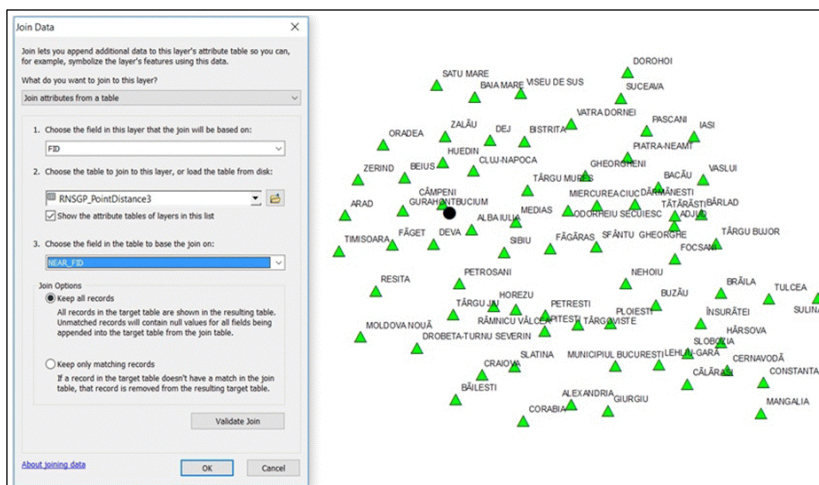 Join Data
Join lets you append additional data to this layer's attribute table so you can,
for example, symbolize the layer's features using this data.
What do you want to join to this layer?
Join attributes from a table
1. Choose the field in this layer that the join will be based on:
FID
2. Choose the table to join to this layer, or load the table from disk:
RNSGP_PointDistance3
Show the attribute tables of layers in this list
3. Choose the field in the table to base the join on:
NEAR_FID
Join Options
Keep all records
All records in the target table are shown in the resulting table.
Unmatched records will contain null values for all fields being
appended into the target table from the join table.
Keep only matching records
If a record in the target table doesn't have a match in the join
table, that record is removed from the resulting target table.
Validate Join
About joining data
OK
Cancel
DOROHOI
SATU MARE
BAIA MARE
VISEU DE SUS
SUCEAVA
VATRA DORNEI
PASCANI
IASI
ZALĂU
DEJ
BISTRITA
ORADEA
HUEDIN
PIATRA-NEAMT
ZERIND
BEIUS
CLUJ-NAPOCA
GHEORGHENI
TÂRGU MURES
BACĂU
VASLUI
CÂMPENI
MIERCUREA CIUC
DĂRMĂNESTI
ARAD
GURAHONT
BUCIUM
MEDIAS
ODORHEIU SECUIESC
TĂTĂRĂSTI
BÂRLAD
ALBA IULIA
ADJUD
TIMISOARA
FĂGET
DEVA
SIBIU
FĂGĂRAS
SFÂNTU GHEORGHE
TÂRGU BUJOR
FOCSANI
RESITA
PETROSANI
NEHOIU
BRĂILA
TULCEA
TÂRGU JIU
HOREZU
PETRESTI
BUZĂU
SULINA
MOLDOVA NOUĂ
RÂMNICU VÂLCEA
PITESTI
TÂRGOVISTE
PLOIESTI
ÎNSURĂTEI
DROBETA-TURNU SEVERIN
HÂRSOVA
SLOBOZIA
CRAIOVA
SLATINA
MUNICIPIUL BUCURESTI
LEHLIU-GARĂ
CERNAVODĂ
BĂILESTI
CĂLĂRASI
CONSTANTA
CORABIA
ALEXANDRIA
GIURGIU
MANGALIA